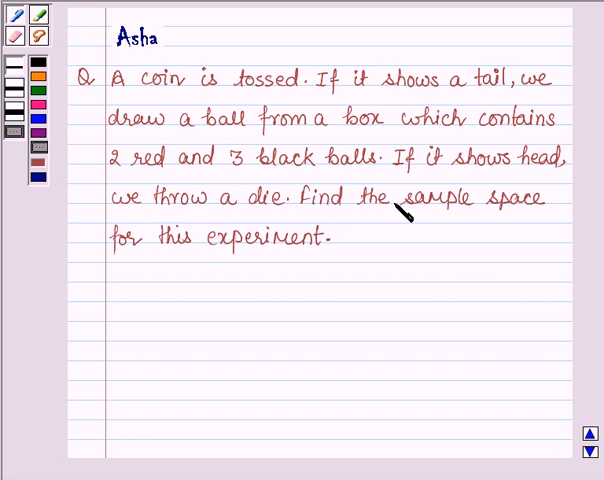 Asha
Q A coin is tossed. If it shows a tail, we
draw a ball from a box which contains
2 red and 3 black balls. If it shows head,
we throw a die. Find the sample space
for this experiment.